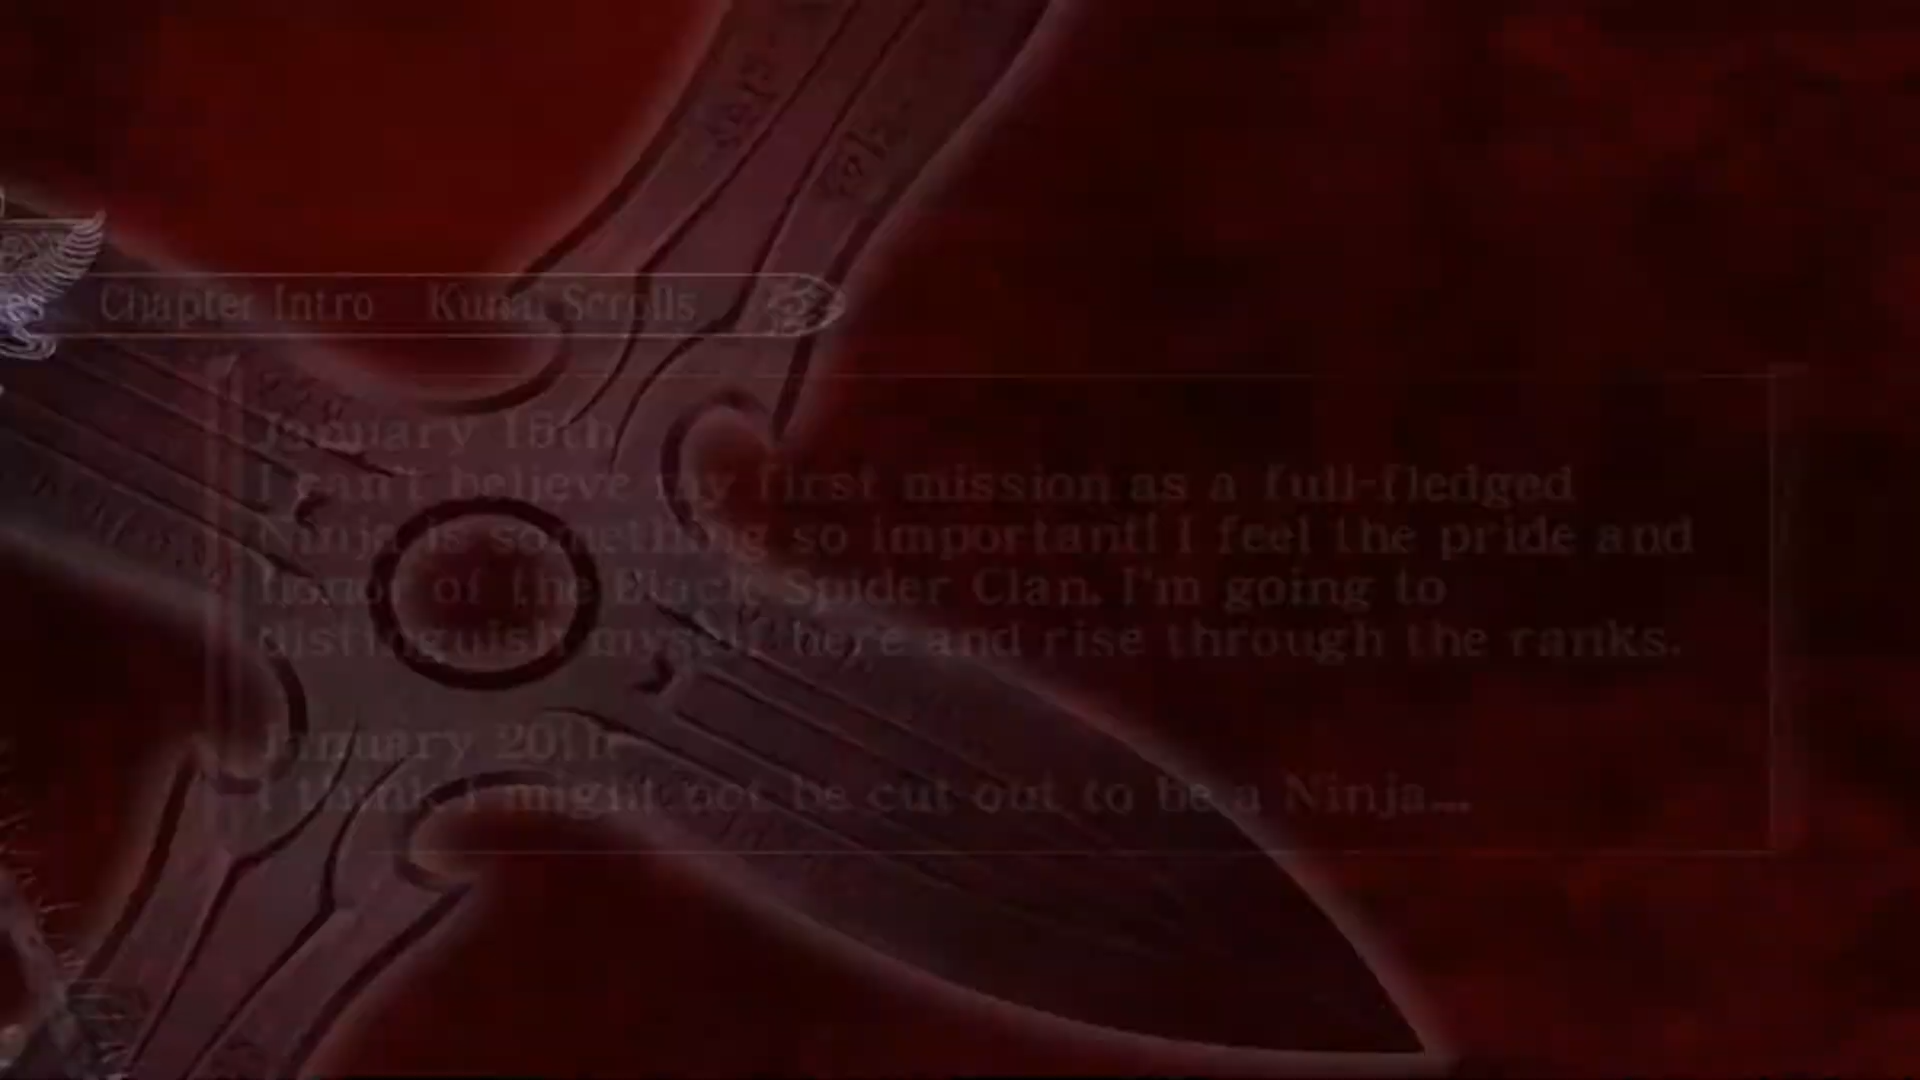 es Chapter Intro Kunai Scrolls
January 15th
I can't believe my first mission as a full-fledged
Ninja is something so important! I feel the pride and
honor of the Black Spider Clan. I'm going to
distinguish myself here and rise through the ranks.
January 20th
I think I might not be cut out to be a Ninja...